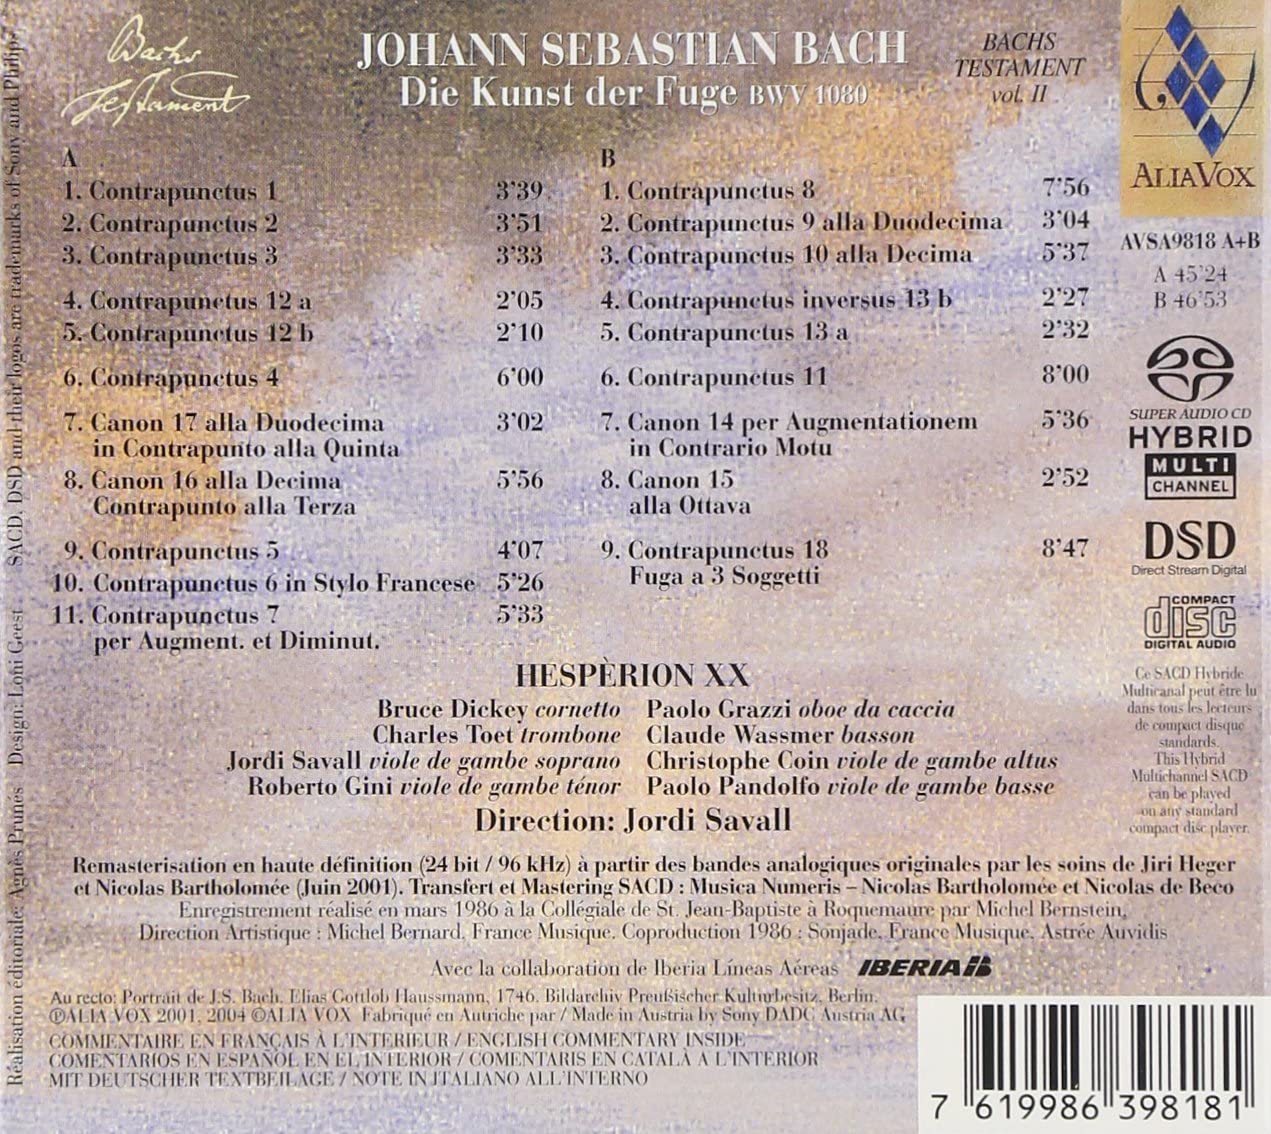 Bachs
Testament
JOHANN SEBASTIAN BACH
Die Kunst der Fuge BWV 1080
BACHS
TESTAMENT
vol. II
ALIAVOX
AVSA9818 A+B
A 45'24
B 46'53
A
1. Contrapunctus 1 3'39
2. Contrapunctus 2 3'51
3. Contrapunctus 3 3'33
4. Contrapunctus 12 a 2'05
5. Contrapunctus 12 b 2'10
6. Contrapunctus 4 6'00
7. Canon 17 alla Duodecima 3'02
in Contrapunto alla Quinta
8. Canon 16 alla Decima 5'56
Contrapunto alla Terza
9. Contrapunctus 5 4'07
10. Contrapunctus 6 in Stylo Francese 5'26
11. Contrapunctus 7 5'33
per Augment. et Diminut.
B
1. Contrapunctus 8 7'56
2. Contrapunctus 9 alla Duodecima 3'04
3. Contrapunctus 10 alla Decima 5'37
4. Contrapunctus inversus 13 b 2'27
5. Contrapunctus 13 a 2'32
6. Contrapunctus 11 8'00
7. Canon 14 per Augmentationem 5'36
in Contrario Motu
8. Canon 15 2'52
alla Ottava
9. Contrapunctus 18 8'47
Fuga a 3 Soggetti
SUPER AUDIO CD
HYBRID
MULTI
CHANNEL
DSD
Direct Stream Digital
COMPACT
disc
DIGITAL AUDIO
Ce SACD Hybride
Multicanal peut être lu
dans tous les lecteurs
de compact disque
standards.
This Hybrid
Multichannel SACD
can be played
on any standard
compact disc player.
HESPÈRION XX
Bruce Dickey cornetto Paolo Grazzi oboe da caccia
Charles Toet trombone Claude Wassmer basson
Jordi Savall viole de gambe soprano Christophe Coin viole de gambe altus
Roberto Gini viole de gambe ténor Paolo Pandolfo viole de gambe basse
Direction: Jordi Savall
Remasterisation en haute définition (24 bit / 96 kHz) à partir des bandes analogiques originales par les soins de Jiri Heger
et Nicolas Bartholomée (Juin 2001). Transfert et Mastering SACD : Musica Numeris – Nicolas Bartholomée et Nicolas de Beco
Enregistrement réalisé en mars 1986 à la Collégiale de St. Jean-Baptiste à Roquemaure par Michel Bernstein,
Direction Artistique : Michel Bernard, France Musique. Coproduction 1986 : Sonjade, France Musique, Astrée Auvidis
Avec la collaboration de Iberia Líneas Aéreas IBERIA
Au recto: Portrait de J.S. Bach, Elias Gottlob Haussmann, 1746. Bildarchiv Preußischer Kulturbesitz, Berlin.
℗ALIA VOX 2001, 2004 ©ALIA VOX Fabriqué en Autriche par / Made in Austria by Sony DADC Austria AG
COMMENTAIRE EN FRANÇAIS À L'INTERIEUR / ENGLISH COMMENTARY INSIDE
COMENTARIOS EN ESPAÑOL EN EL INTERIOR / COMENTARIS EN CATALÀ A L'INTERIOR
MIT DEUTSCHER TEXTBEILAGE / NOTE IN ITALIANO ALL'INTERNO
7 619986 398181
Réalisation éditoriale: Agnès Prunés Design: Loni Geest SACD, DSD and their logos are trademarks of Sony and Philips